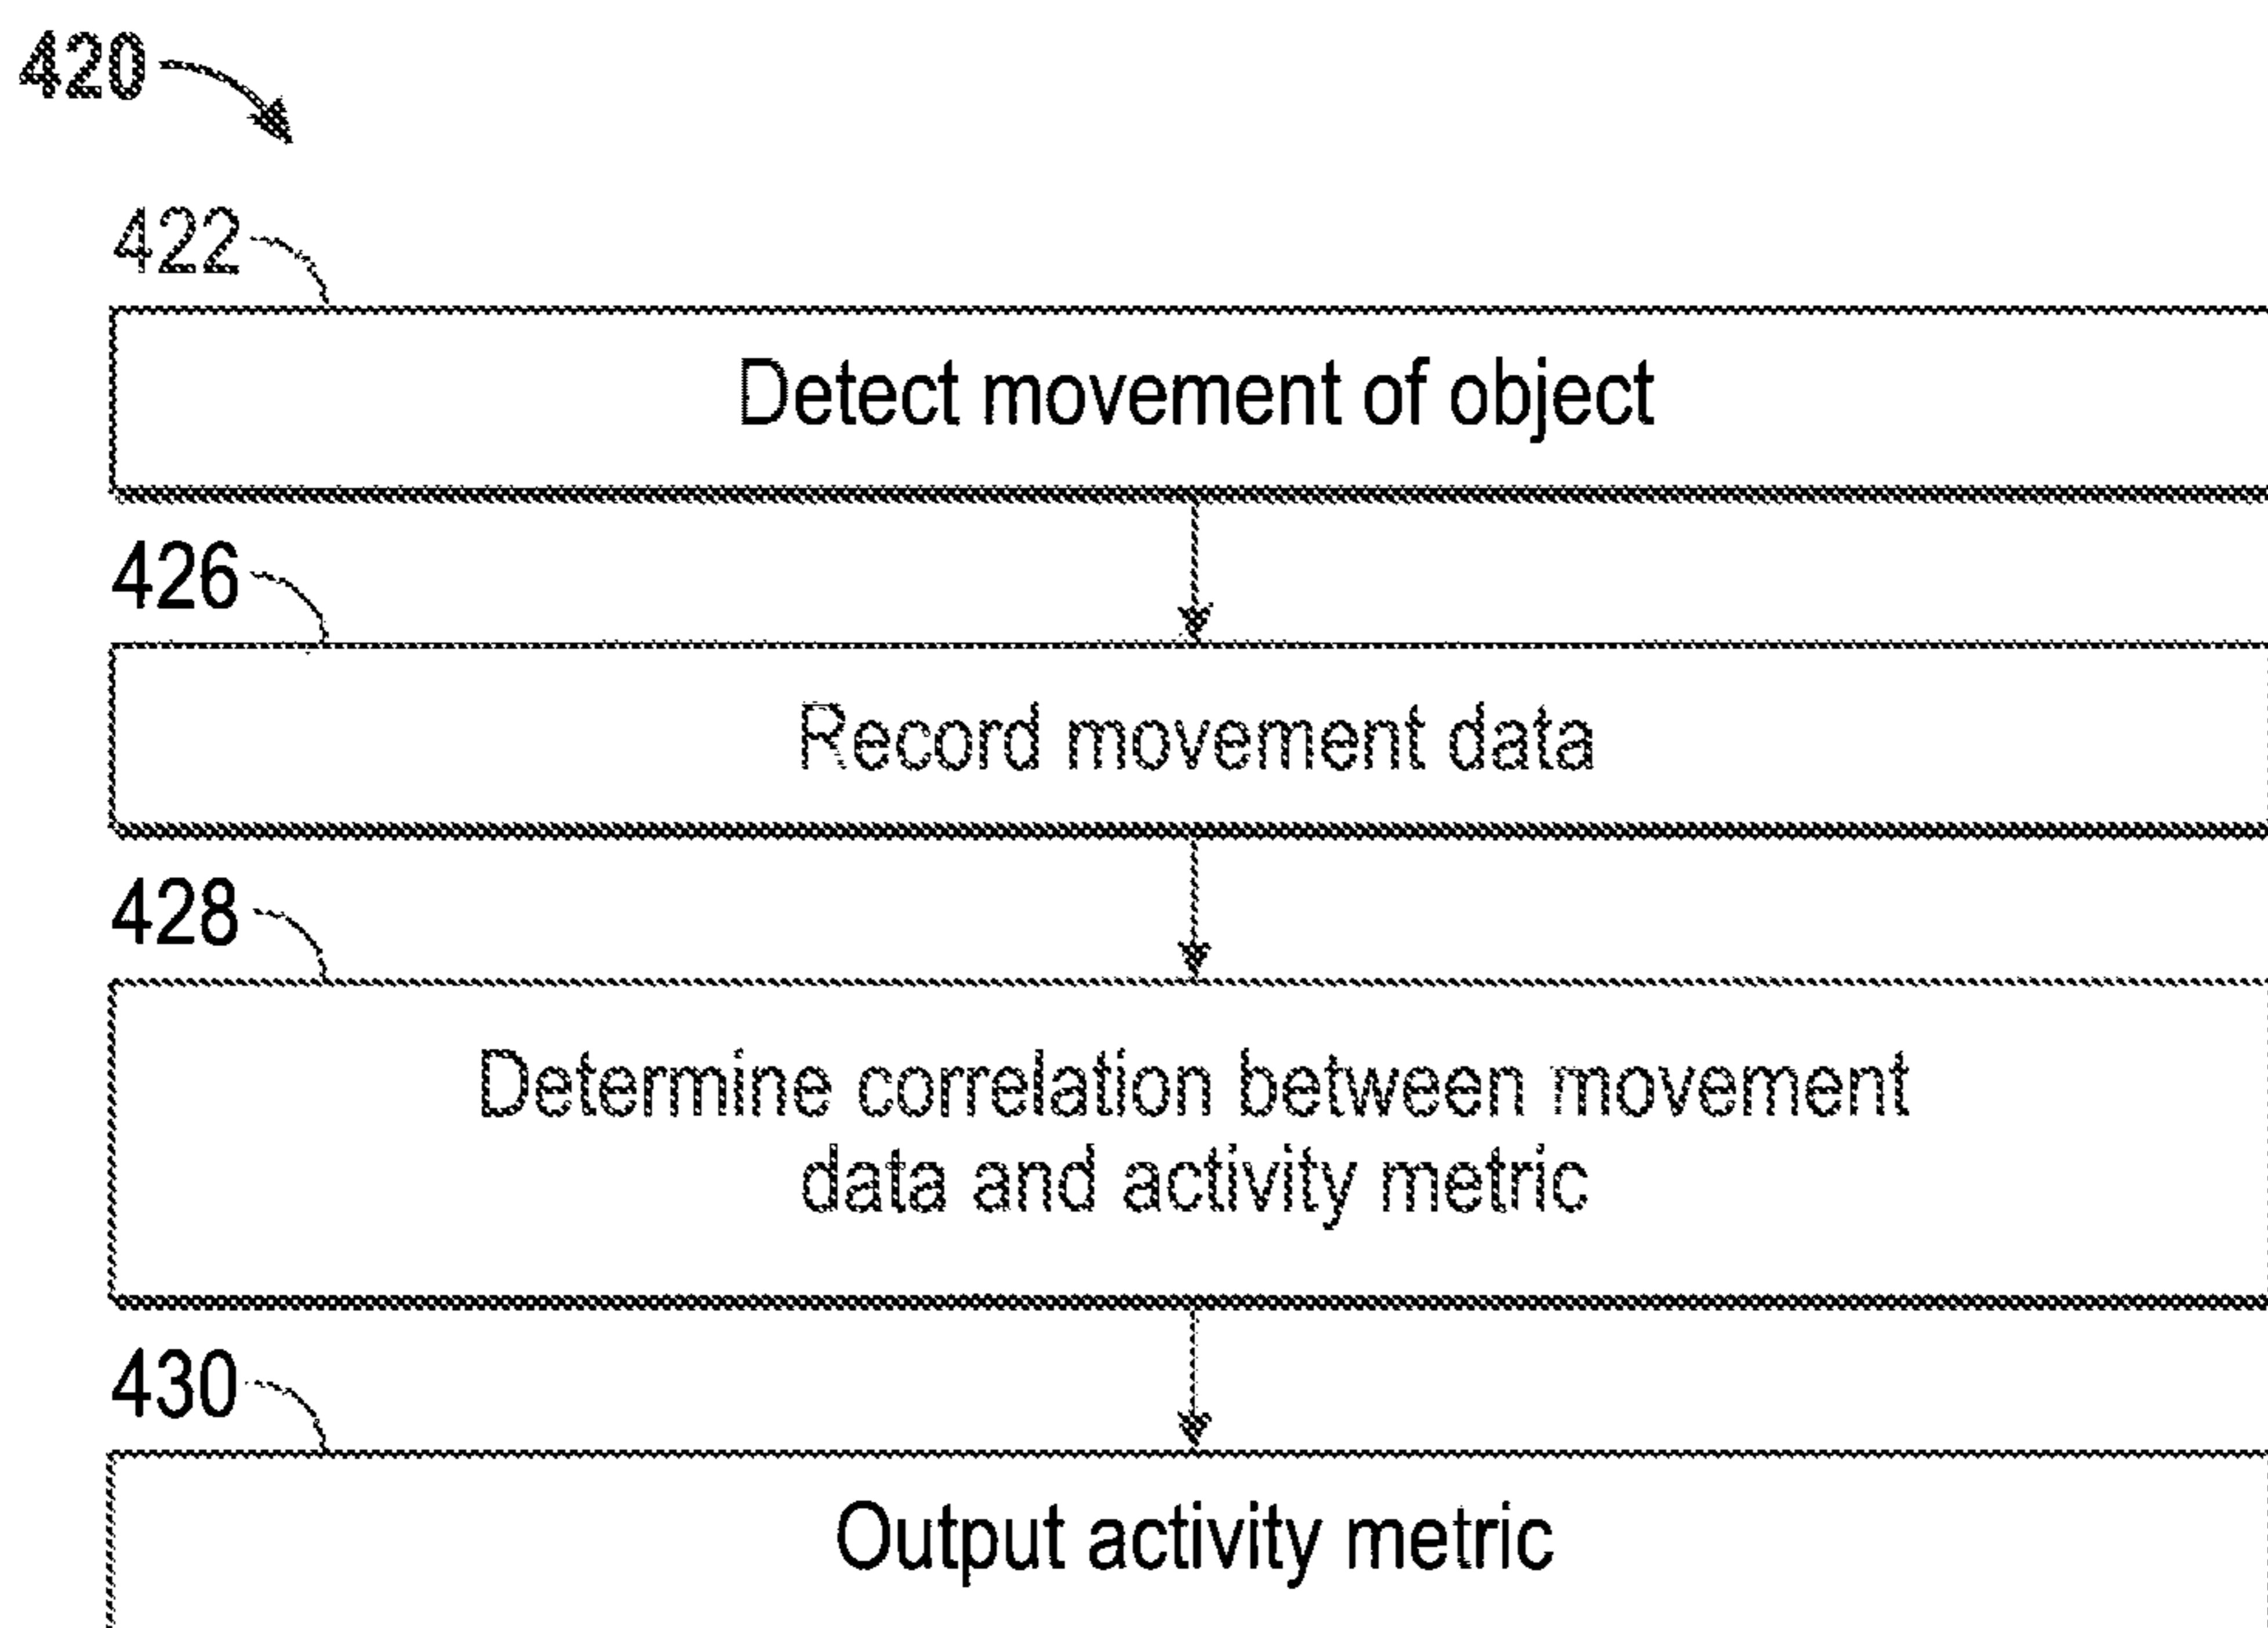 420
422
Detect movement of object
426
Record movement data
428
Determine correlation between movement
data and activity metric
430
Output activity metric